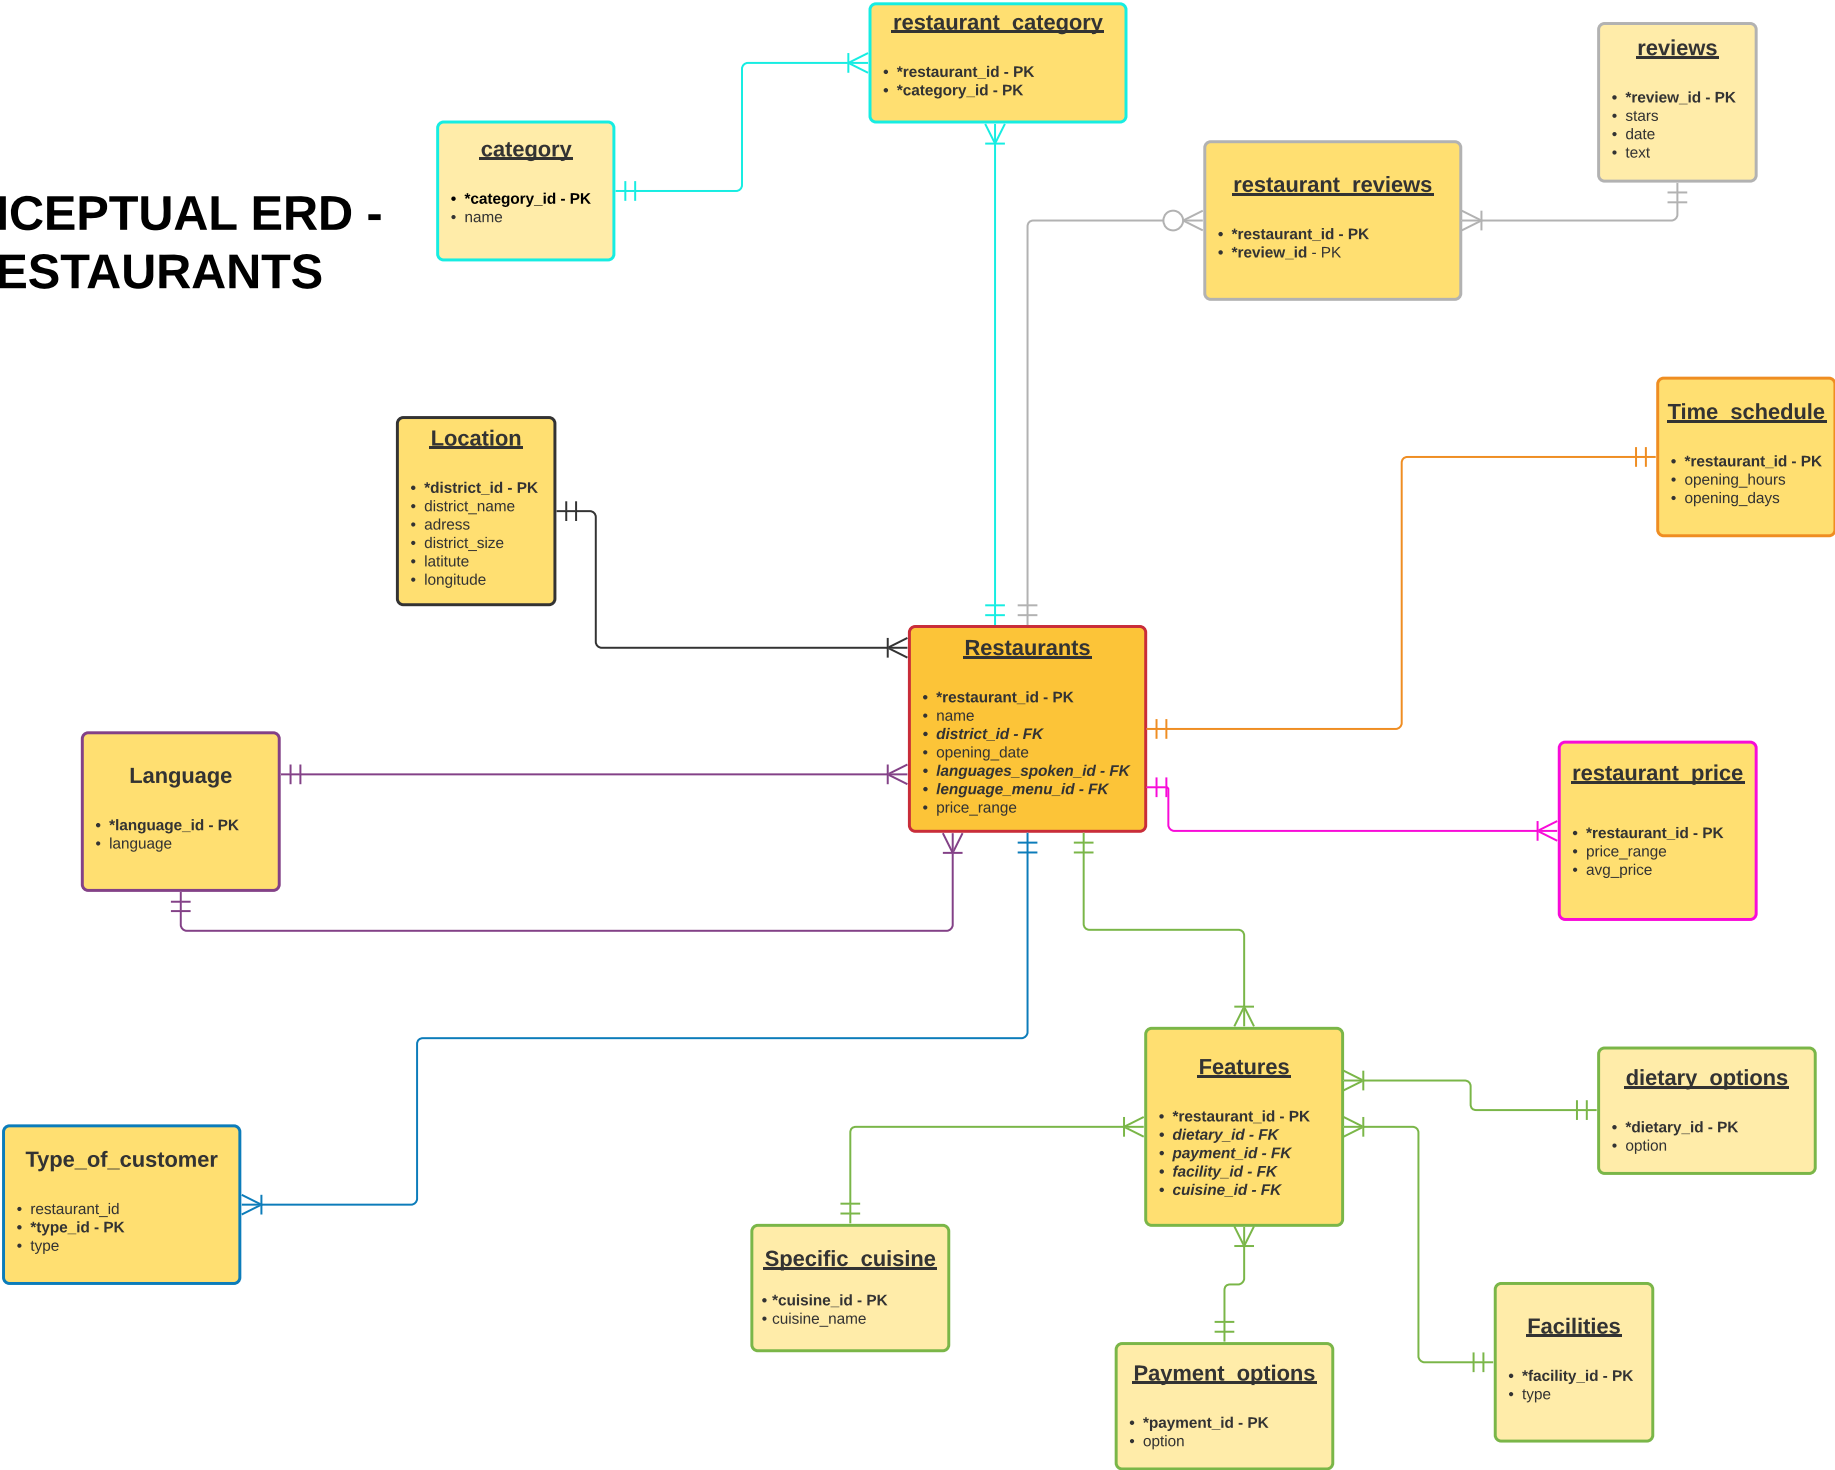 restaurant_category
*restaurant_id - PK
*category_id - PK
reviews
*review_id - PK
stars
date
text
category
*category_id - PK
name
restaurant_reviews
*restaurant_id - PK
*review_id - PK
ICEPTUAL ERD -
ESTAURANTS
Location
*district_id - PK
district_name
adress
district_size
latitute
longitude
Time_schedule
*restaurant_id - PK
opening_hours
opening_days
Restaurants
*restaurant_id - PK
name
district_id - FK
opening_date
languages_spoken_id - FK
lenguage_menu_id - FK
price_range
Language
*language_id - PK
language
restaurant_price
*restaurant_id - PK
price_range
avg_price
Features
*restaurant_id - PK
dietary_id - FK
payment_id - FK
facility_id - FK
cuisine_id - FK
dietary_options
*dietary_id - PK
option
Type_of_customer
restaurant_id
*type_id - PK
type
Specific_cuisine
*cuisine_id - PK
cuisine_name
Payment_options
*payment_id - PK
option
Facilities
*facility_id - PK
type